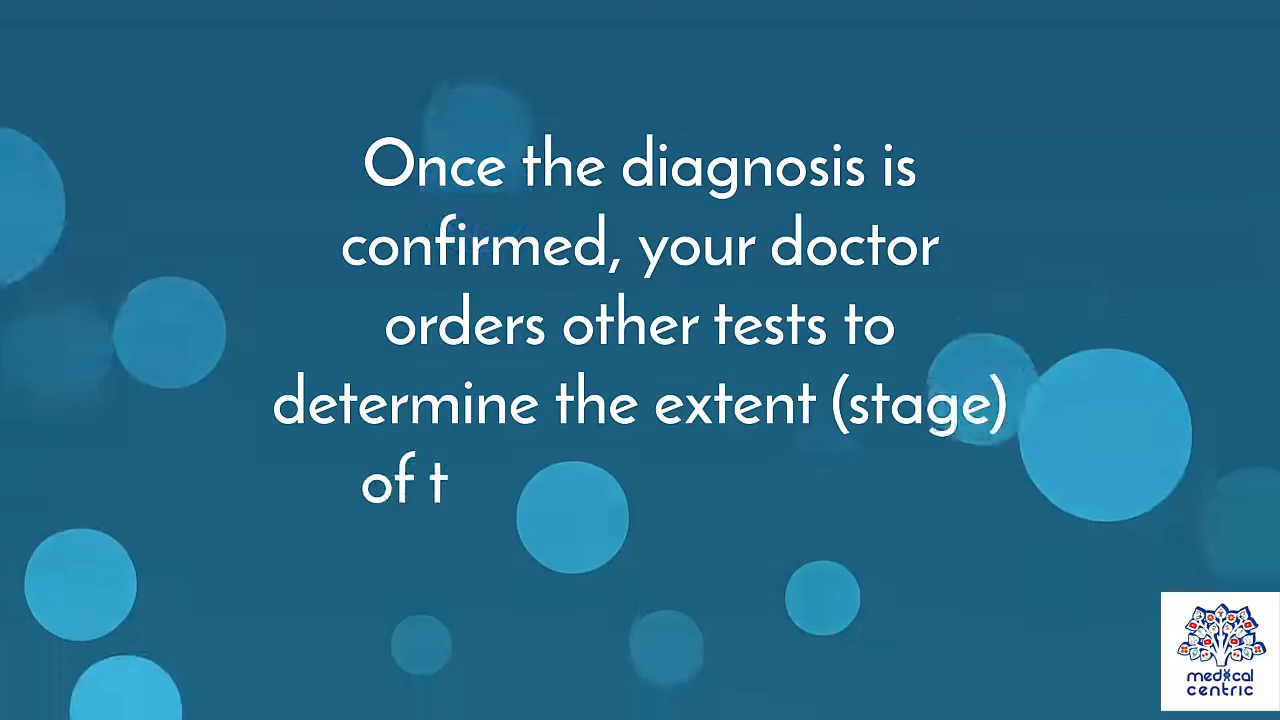 Once the diagnosis is
confirmed, your doctor
orders other tests to
determine the extent (stage)
of t
medical
centric